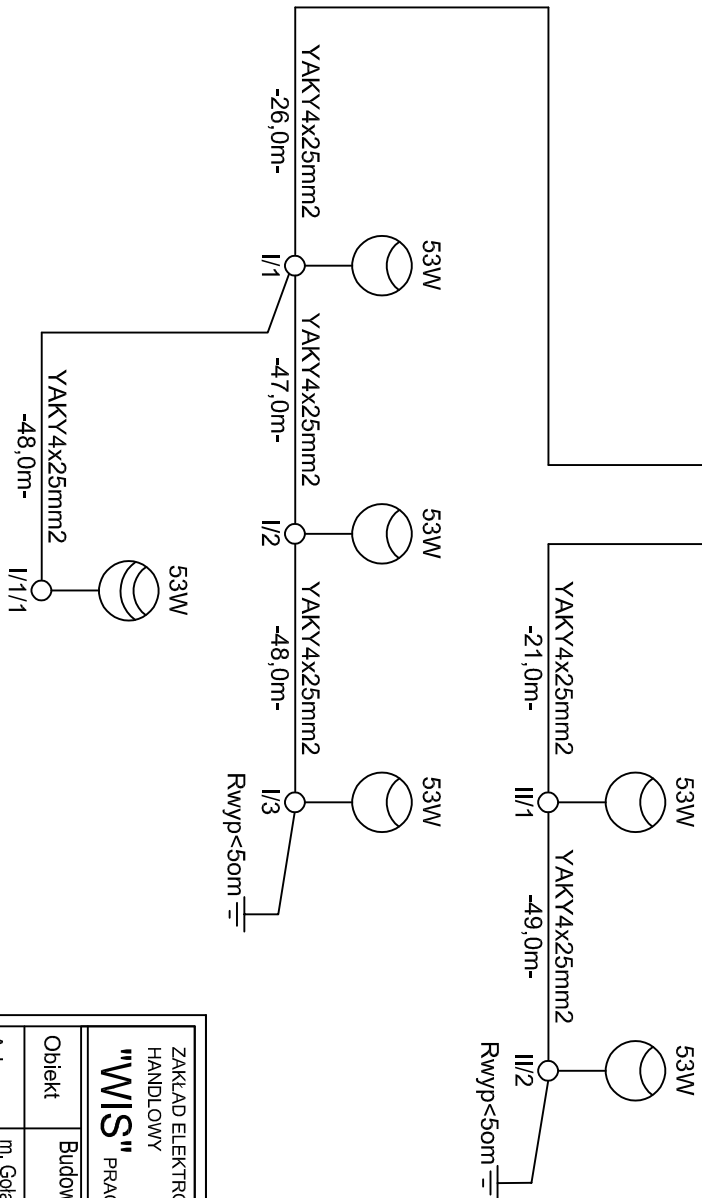 53W
53W
YAKY4x25mm2
-21,0m-
II/1
YAKY4x25mm2
-49,0m-
II/2
Rwyp<5om
53W
53W
53W
YAKY4x25mm2
-26,0m-
I/1
YAKY4x25mm2
-47,0m-
I/2
YAKY4x25mm2
-48,0m-
I/3
Rwyp<5om
53W
YAKY4x25mm2
-48,0m-
I/1/1
ZAKŁAD ELEKTRO
HANDLOWY
"WIS" PRAC
Obiekt
Budow